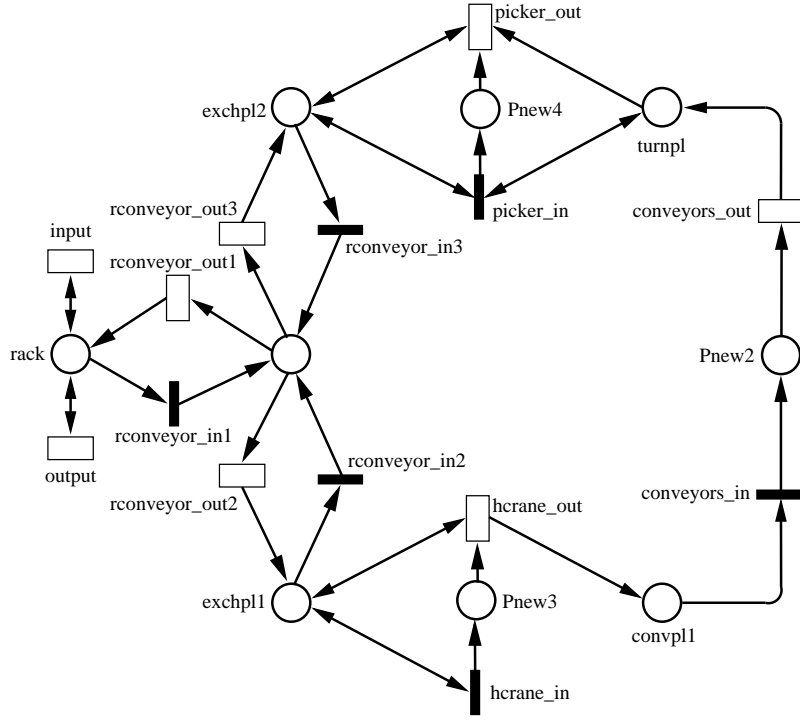 picker_out
exchpl2
Pnew4
turnpl
rconveyor_out3
picker_in
conveyors_out
input
rconveyor_in3
rconveyor_out1
rack
Pnew2
rconveyor_in1
rconveyor_in2
output
conveyors_in
rconveyor_out2
hcrane_out
exchpl1
Pnew3
convpl1
hcrane_in